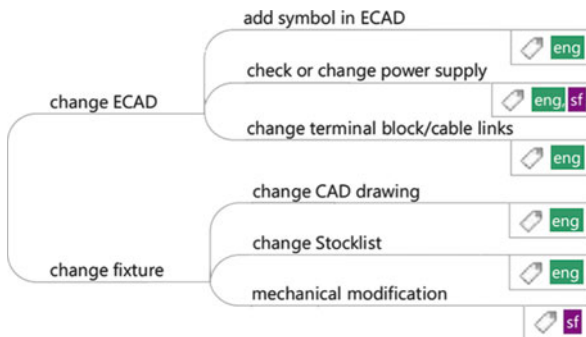 add symbol in ECAD
eng
check or change power supply
change ECAD
eng, sf
change terminal block/cable links
eng
change CAD drawing
eng
change Stocklist
change fixture
eng
mechanical modification
sf